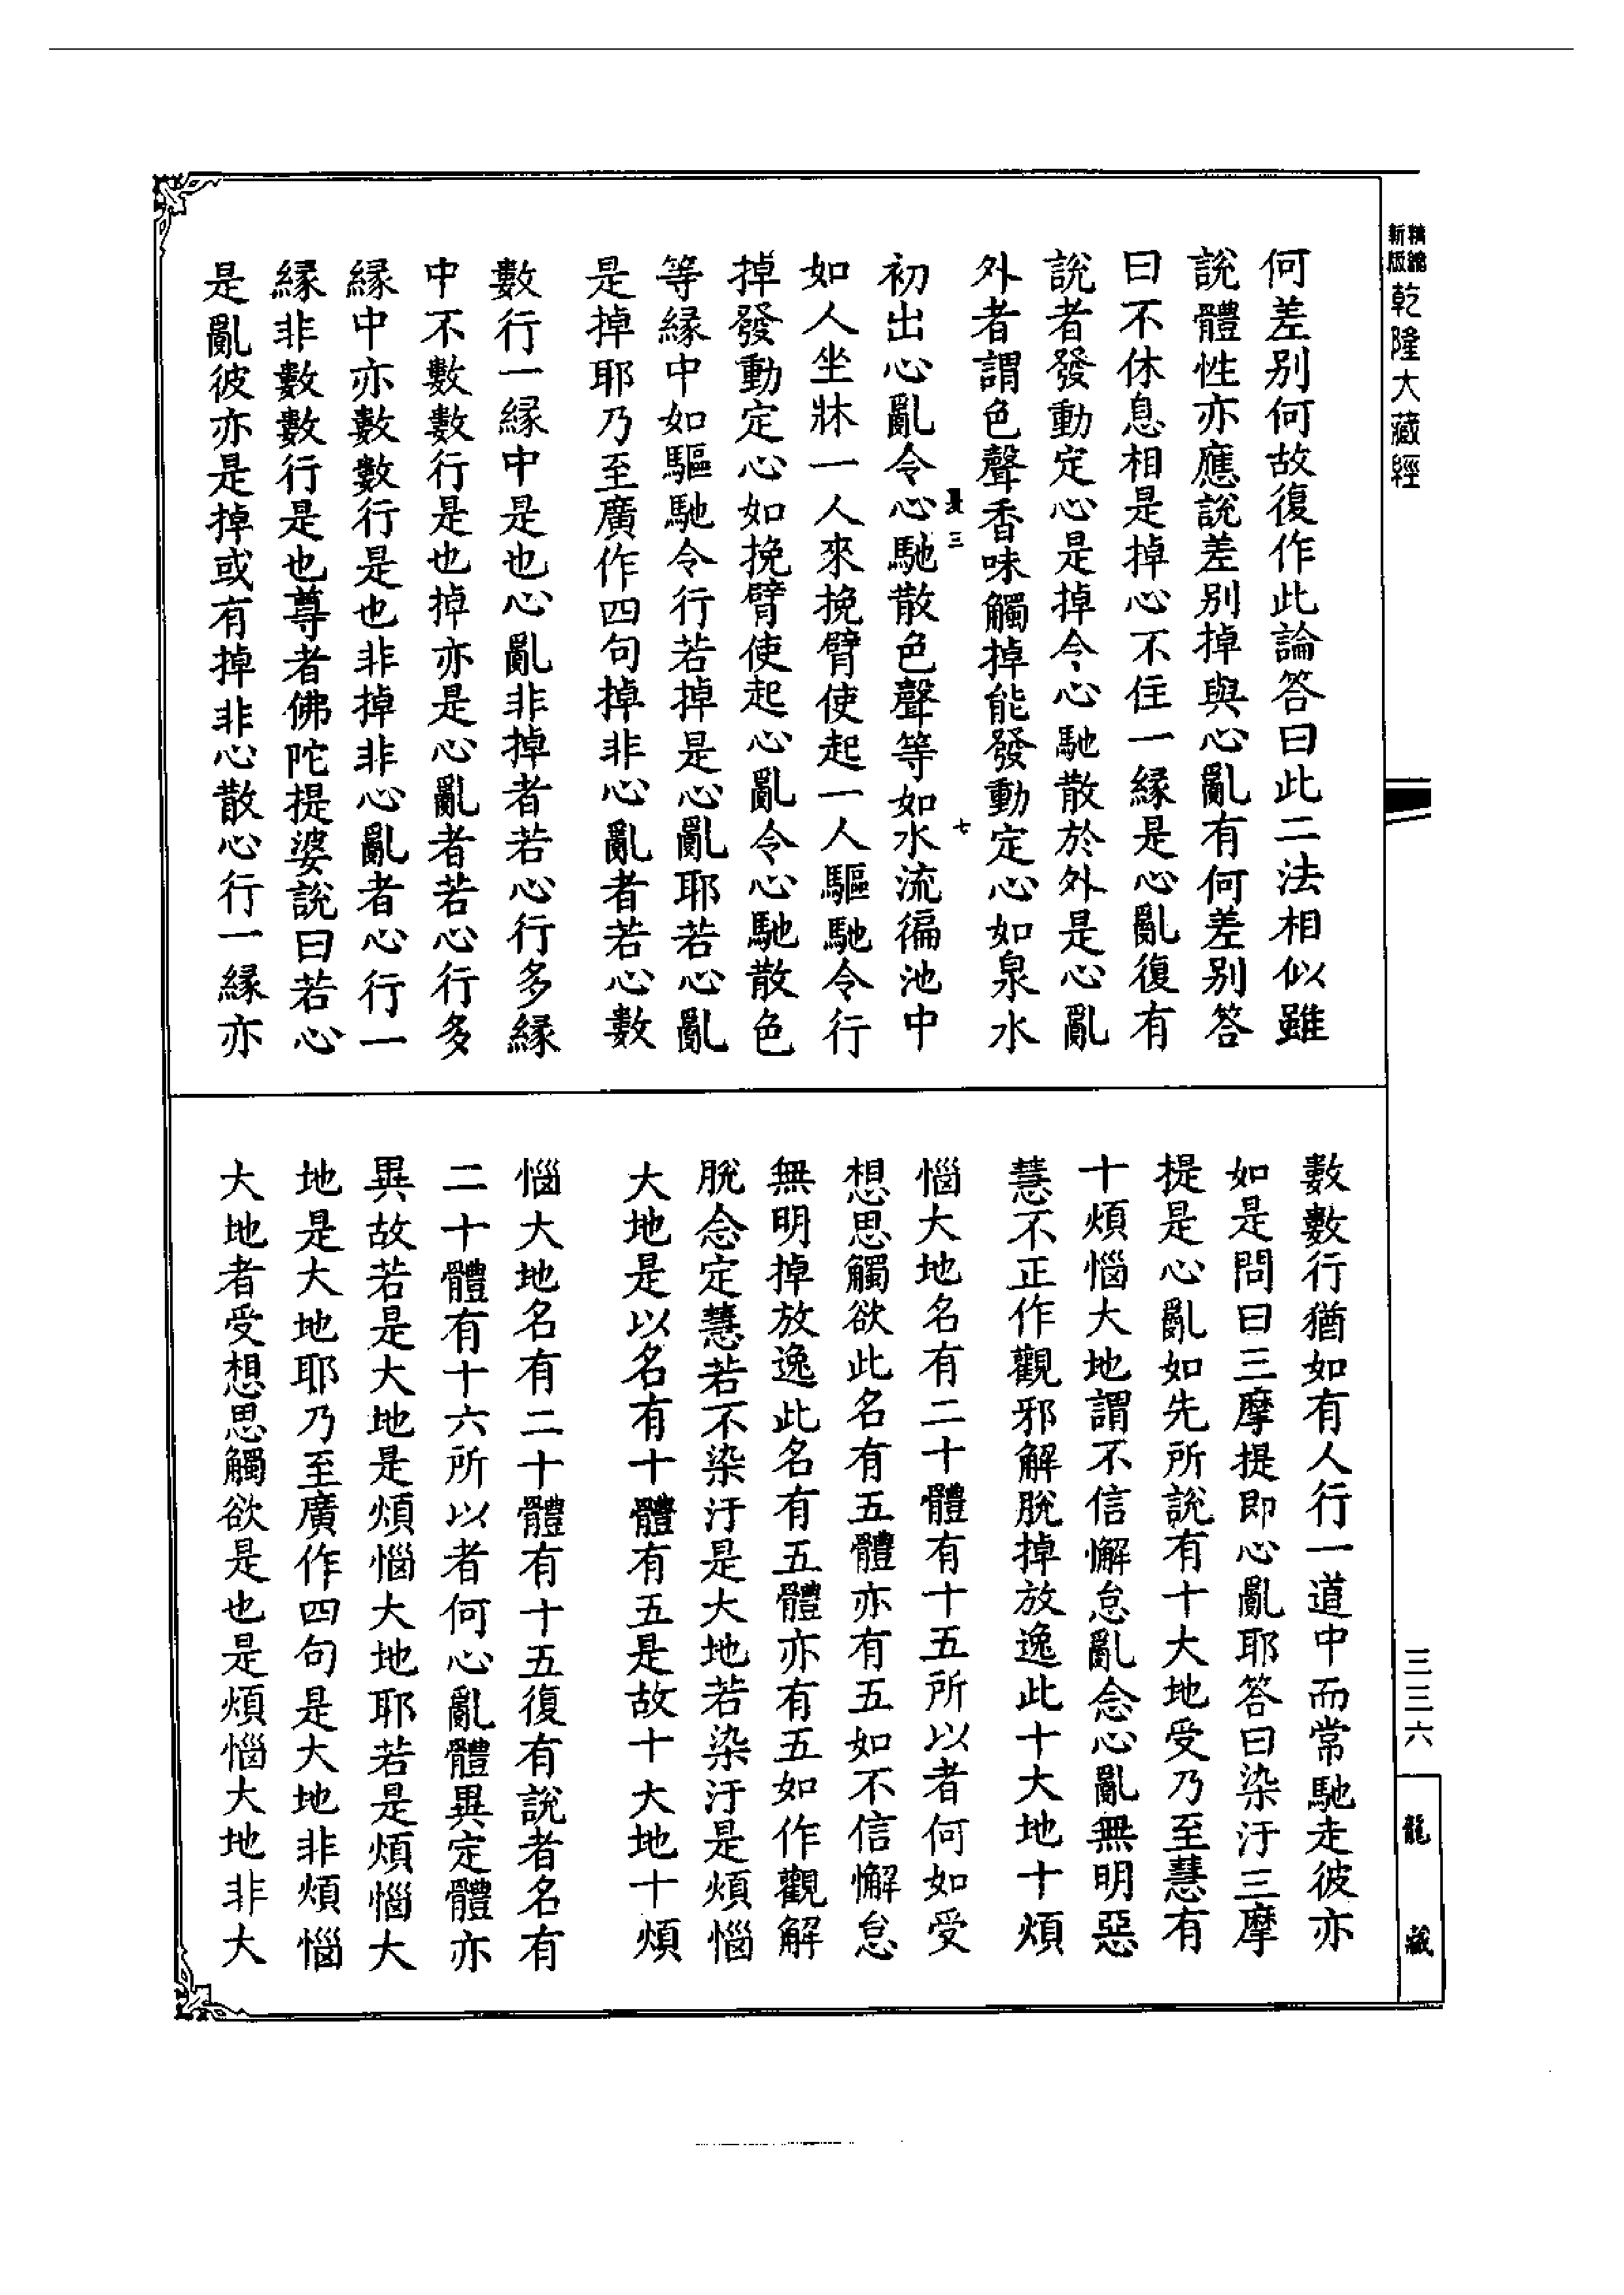 精縮新版乾隆大藏經
何差別何故復作此論答曰此二法相似雖
說體性亦應說差別掉與心亂有何差別答
曰不休息相是掉心不住一緣是心亂復有
說者發動定心是掉令心馳散於外是心亂
外者謂色聲香味觸掉能發動定心如泉水
初出心亂令心馳散色聲等如水流徧池中
如人坐牀一人來挽臂使起一人驅馳令行
掉發動定心如挽臂使起心亂令心馳散色
等緣中如驅馳令行若掉是心亂耶若心亂
是掉耶乃至廣作四句掉非心亂者若心數
數行一緣中是也心亂非掉者若心行多緣
中不數數行是也掉亦是心亂者若心行多
緣中亦數數行是也非掉非心亂者心行一
緣非數數行是也尊者佛陀提婆說曰若心
是亂彼亦是掉或有掉非心散心行一緣亦
數數行猶如有人行一道中而常馳走彼亦
如是問曰三摩提即心亂耶答曰染汙三摩
提是心亂如先所說有十大地受乃至慧有
十煩惱大地謂不信懈怠亂念心亂無明惡
慧不正作觀邪解脫掉放逸此十大地十煩
惱大地名有二十體有十五所以者何如受
想思觸欲此名有五體亦有五如不信懈怠
無明掉放逸此名有五體亦有五如作觀解
脫念定慧若不染汙是大地若染汙是煩惱
大地是以名有十體有五是故十大地十煩
惱大地名有二十體有十五復有說者名有
二十體有十六所以者何心亂體異定體亦
異故若是大地是煩惱大地耶若是煩惱大
地是大地耶乃至廣作四句是大地非煩惱
大地者受想思觸欲是也是煩惱大地非大
三三六
龍藏